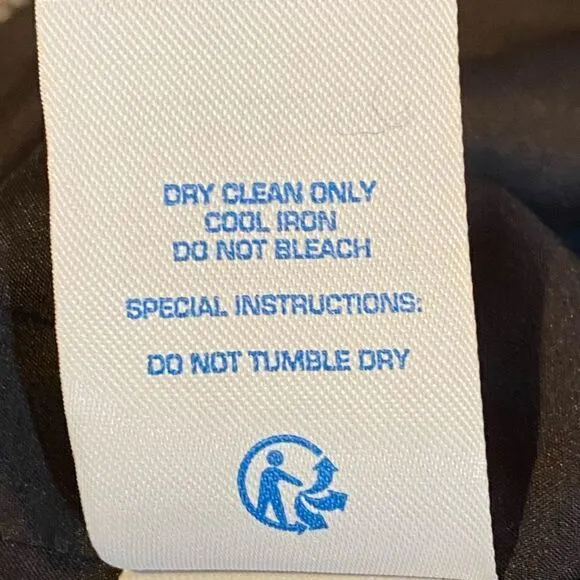 DRY CLEAN ONLY
COOL IRON
DO NOT BLEACH
SPECIAL INSTRUCTIONS:
DO NOT TUMBLE DRY